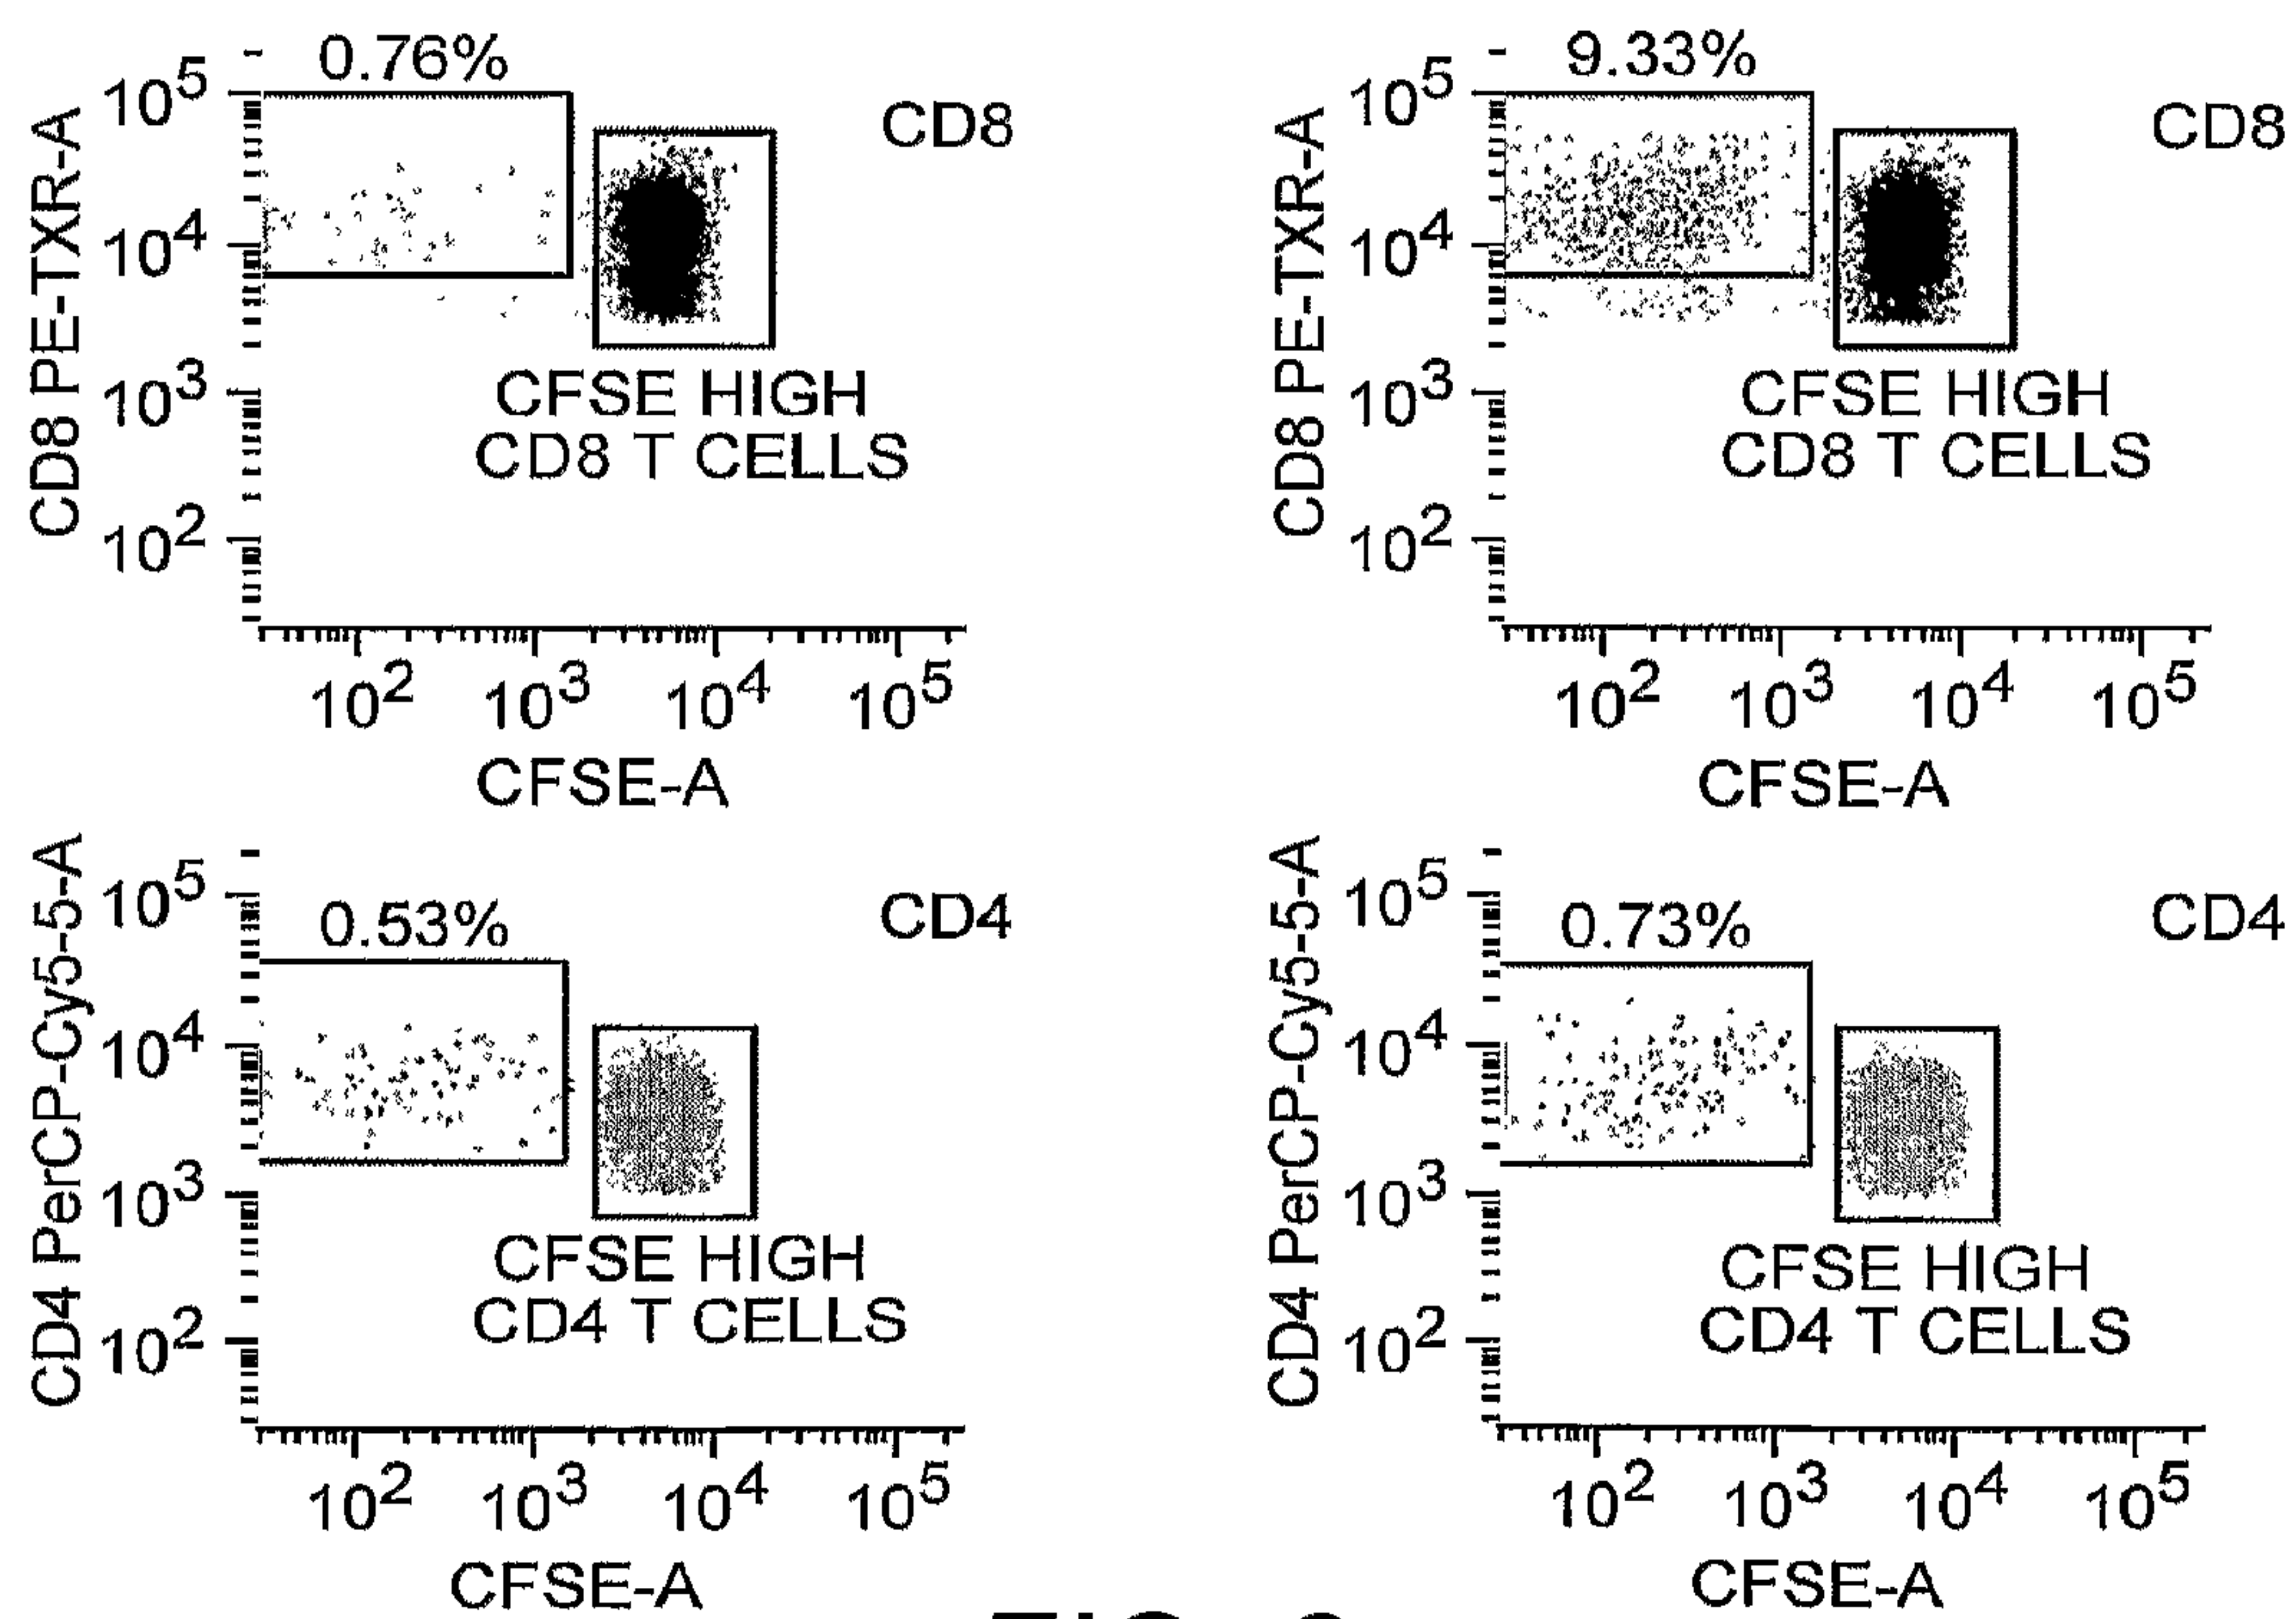 0.76%
CD8
10^5
10^4
10^3
10^2
CD8 PE-TXR-A
CFSE HIGH
CD8 T CELLS
10^2 10^3 10^4 10^5
CFSE-A
9.33%
CD8
10^5
10^4
10^3
10^2
CD8 PE-TXR-A
CFSE HIGH
CD8 T CELLS
10^2 10^3 10^4 10^5
CFSE-A
0.53%
CD4
10^5
10^4
10^3
10^2
CD4 PerCP-Cy5-5-A
CFSE HIGH
CD4 T CELLS
10^2 10^3 10^4 10^5
CFSE-A
0.73%
CD4
10^5
10^4
10^3
10^2
CD4 PerCP-Cy5-5-A
CFSE HIGH
CD4 T CELLS
10^2 10^3 10^4 10^5
CFSE-A